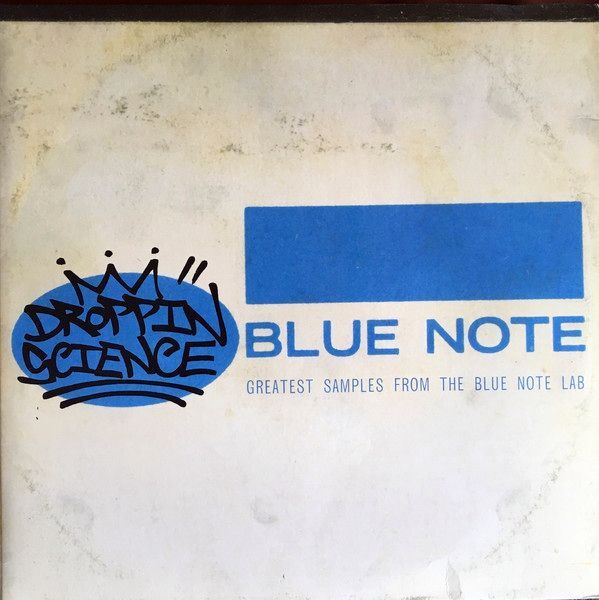 DROPPIN
SCIENCE
BLUE NOTE
GREATEST SAMPLES FROM THE BLUE NOTE LAB